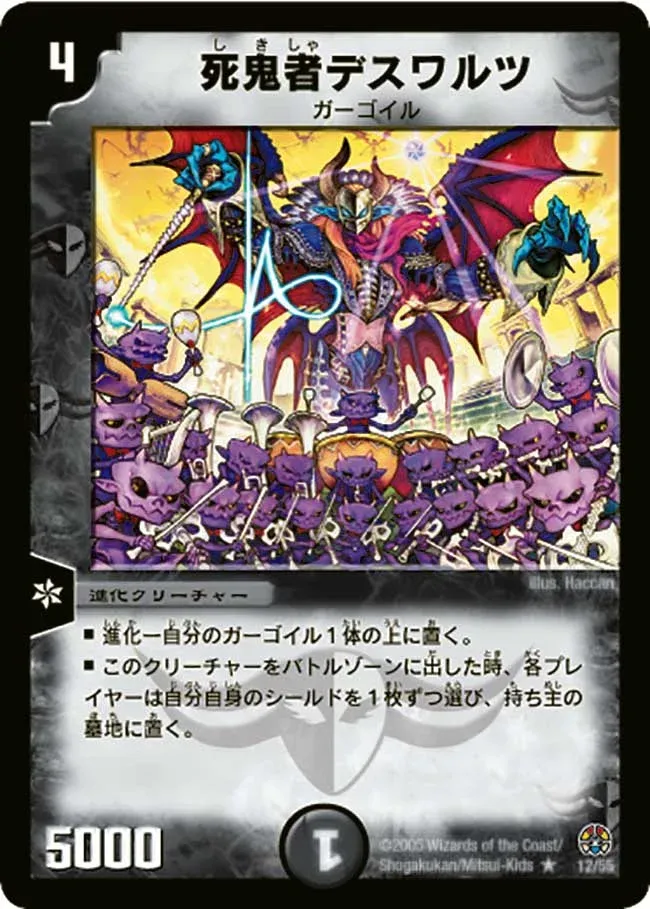 4
しきしゃ
死鬼者デスワルツ
ガーゴイル
illus. Haccan
進化クリーチャー
■ 進化ー自分のガーゴイル1体の上に置く。
■ このクリーチャーをバトルゾーンに出した時、各プレ
イヤーは自分自身のシールドを1枚ずつ選び、持ち主の
墓地に置く。
5000
1
©2005 Wizards of the Coast/
Shogakukan/Mitsui-Kids ★ 12/55